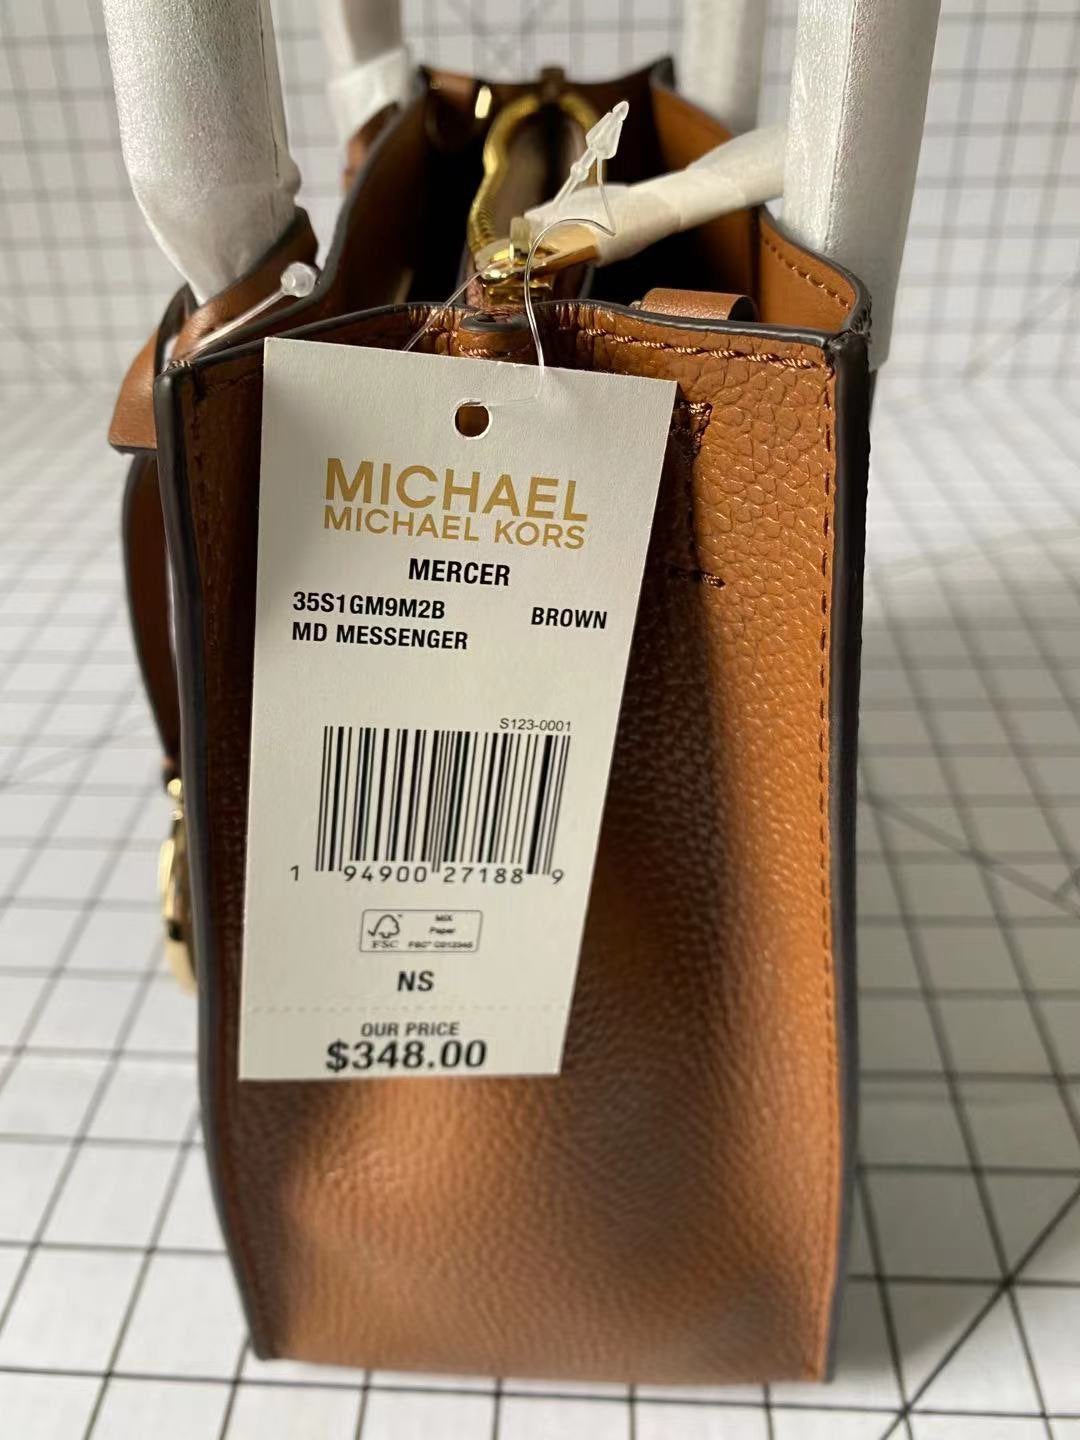 MICHAEL
MICHAEL KORS
MERCER
35S1GM9M2B BROWN
MD MESSENGER
S123-0001
1 94900 27188 9
FSC
MIX
Paper
NS
OUR PRICE
$348.00